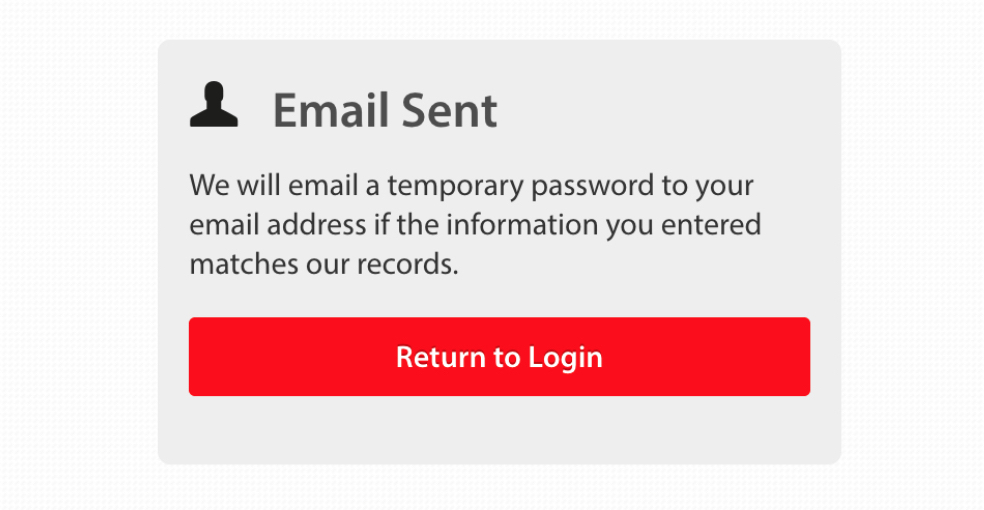 Email Sent
We will email a temporary password to your
email address if the information you entered
matches our records.
Return to Login